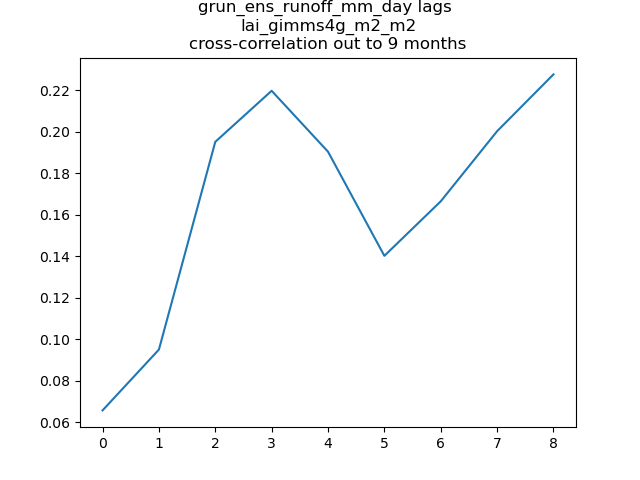 grun_ens_runoff_mm_day lags
lai_gimms4g_m2_m2
cross-correlation out to 9 months
0.22
0.20
0.18
0.16
0.14
0.12
0.10
0.08
0.06
0 1 2 3 4 5 6 7 8